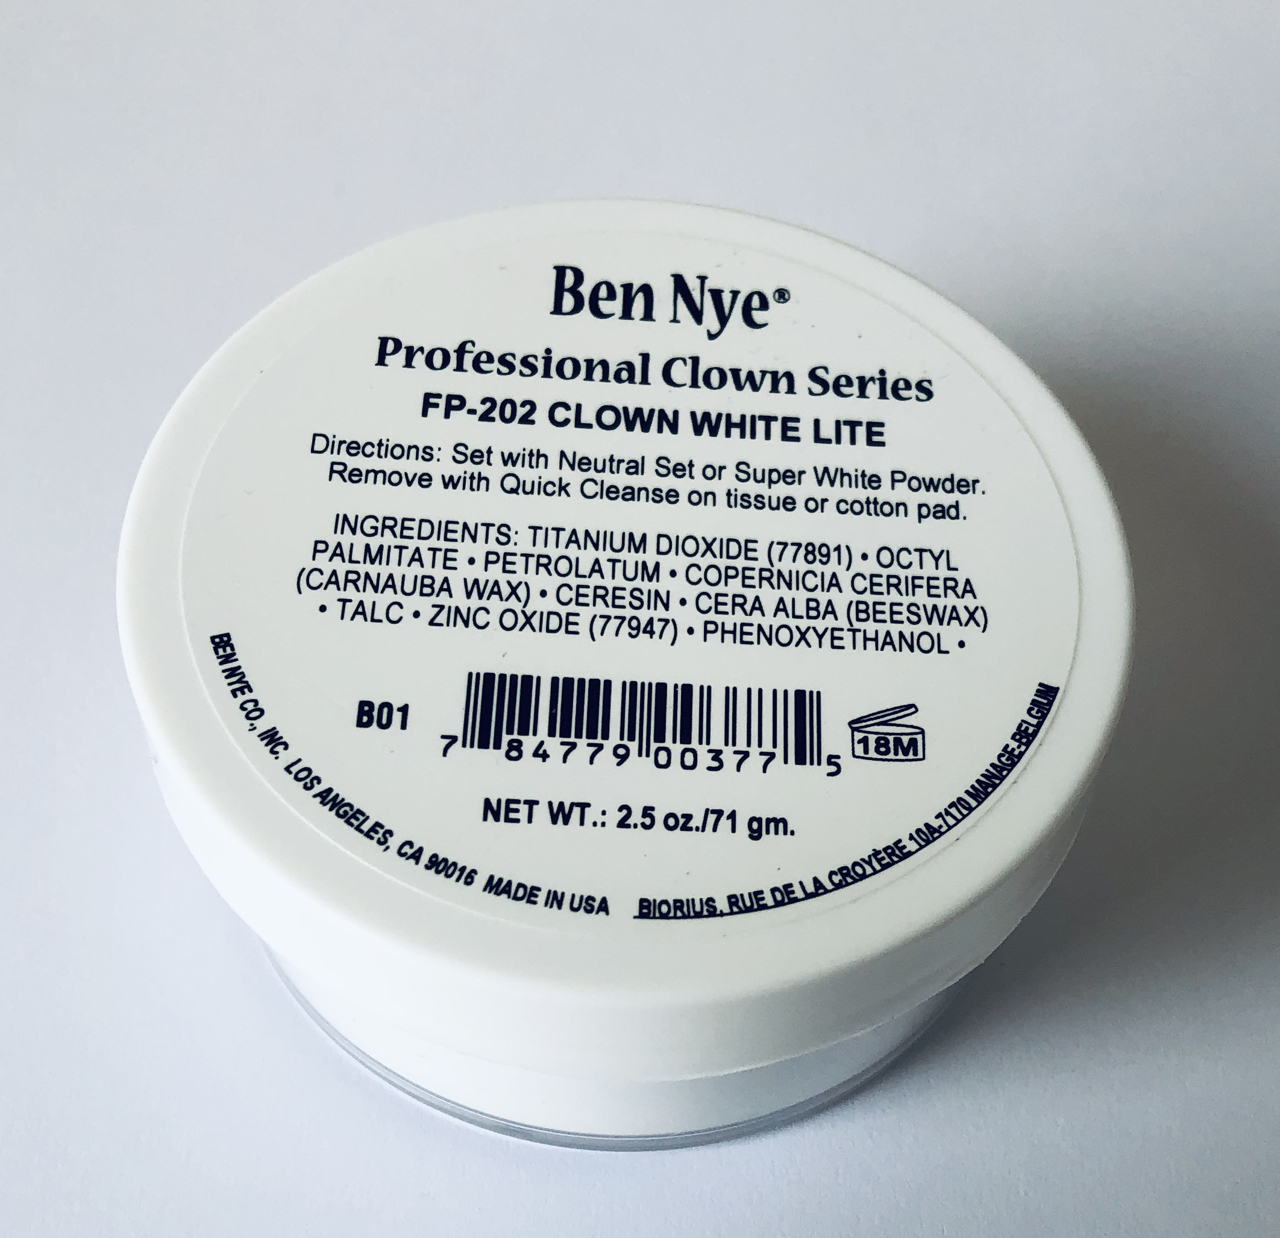 Ben Nye®
Professional Clown Series
FP-202 CLOWN WHITE LITE
Directions: Set with Neutral Set or Super White Powder.
Remove with Quick Cleanse on tissue or cotton pad.
INGREDIENTS: TITANIUM DIOXIDE (77891) • OCTYL
PALMITATE • PETROLATUM • COPERNICIA CERIFERA
(CARNAUBA WAX) • CERESIN • CERA ALBA (BEESWAX)
• TALC • ZINC OXIDE (77947) • PHENOXYETHANOL •
B01
7 84779 00377 5
18M
NET WT.: 2.5 oz./71 gm.
BEN NYE CO., INC. LOS ANGELES, CA 90016 MADE IN USA
BIORIUS, RUE DE LA CROYÈRE 10A-7170 MANAGE-BELGIUM